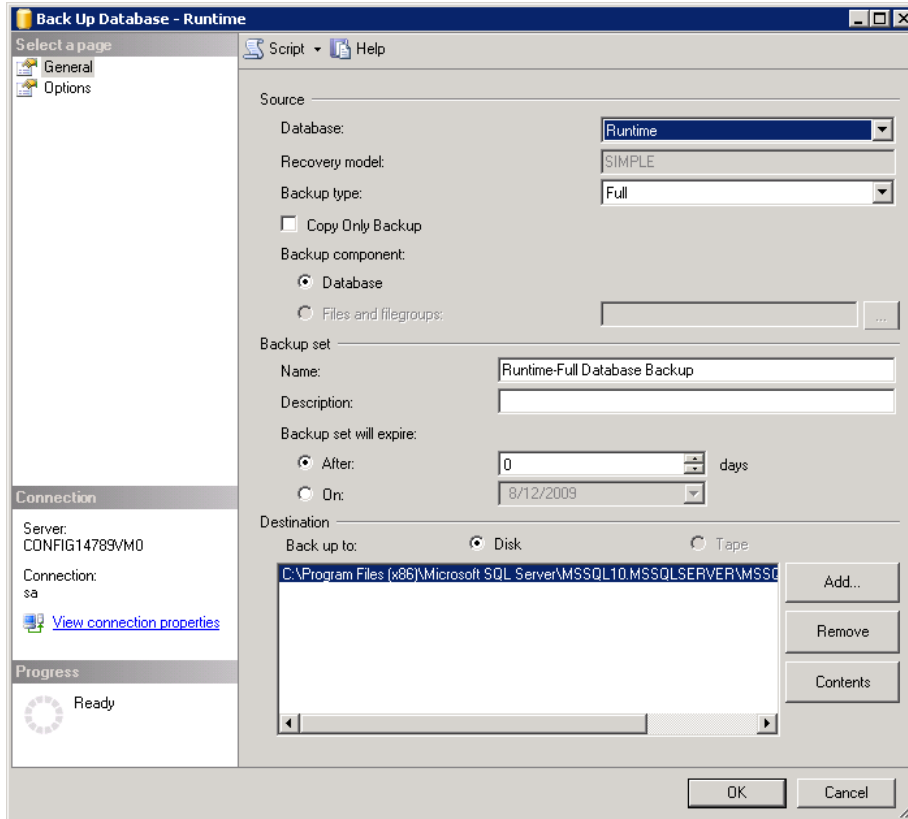 Back Up Database - Runtime
Select a page
General
Options
Script Help
Source
Database: Runtime
Recovery model: SIMPLE
Backup type: Full
Copy Only Backup
Backup component:
Database
Files and filegroups: ...
Backup set
Name: Runtime-Full Database Backup
Description:
Backup set will expire:
After: 0 days
On: 8/12/2009
Destination
Back up to: Disk Tape
C:\Program Files (x86)\Microsoft SQL Server\MSSQL10.MSSQLSERVER\MSSQ
Add...
Remove
Contents
Connection
Server:
CONFIG14789VM0
Connection:
sa
View connection properties
Progress
Ready
OK Cancel